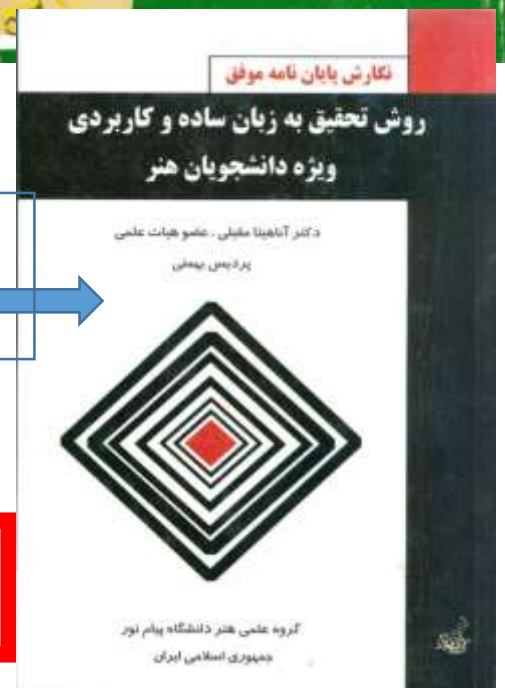 نگارش پایان نامه موفق
روش تحقیق به زبان ساده و کاربردی
ویژه دانشجویان هنر
دکتر آناهیتا مقبلی ، عضو هیات علمی
پردیس بهمنی
گروه علمی هنر دانشگاه پیام نور
جمهوری اسلامی ایران